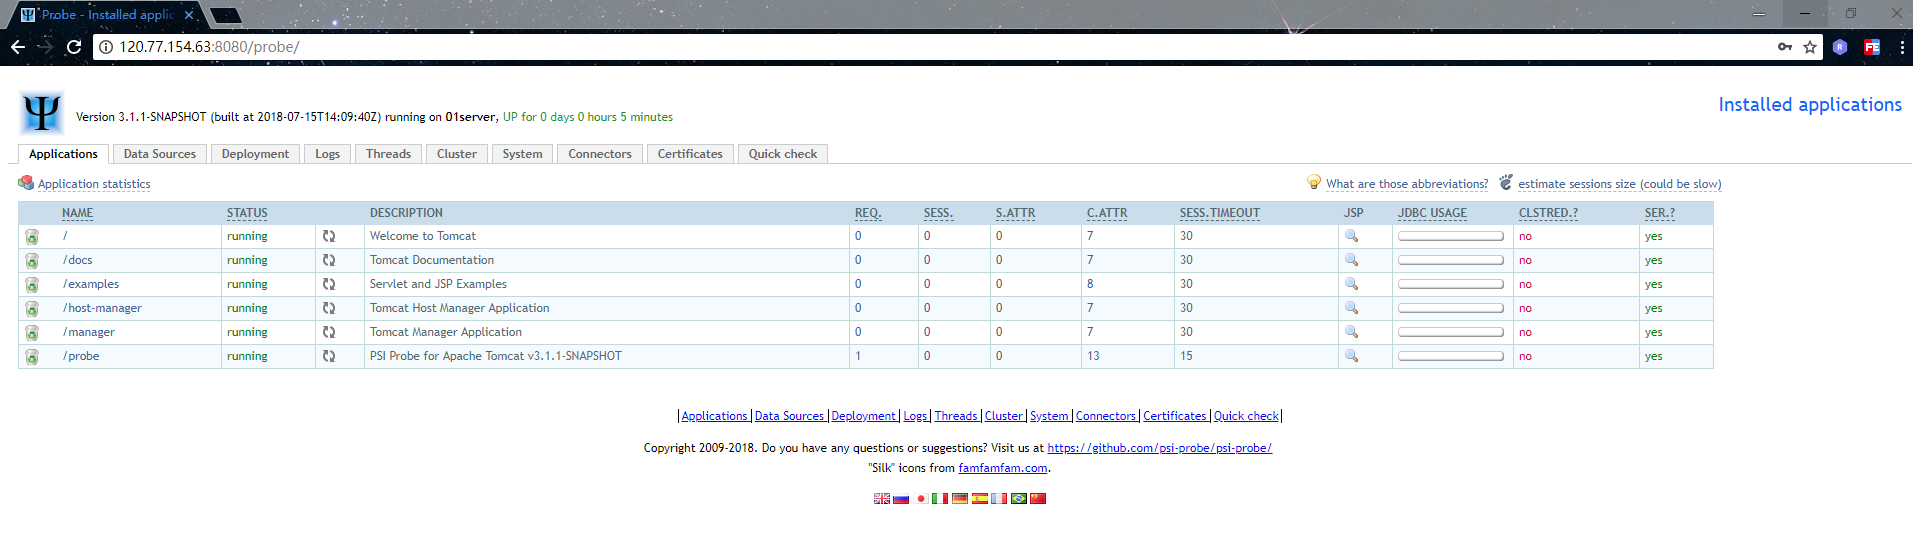 Probe - Installed applic
120.77.154.63:8080/probe/
Installed applications
Version 3.1.1-SNAPSHOT (built at 2018-07-15T14:09:40Z) running on 01server, UP for 0 days 0 hours 5 minutes
Applications Data Sources Deployment Logs Threads Cluster System Connectors Certificates Quick check
Application statistics What are those abbreviations? estimate sessions size (could be slow)
NAME STATUS DESCRIPTION REQ. SESS. S.ATTR C.ATTR SESS.TIMEOUT JSP JDBC USAGE CLSTRED.? SER.?
/ running Welcome to Tomcat 0 0 0 7 30 no yes
/docs running Tomcat Documentation 0 0 0 7 30 no yes
/examples running Servlet and JSP Examples 0 0 0 8 30 no yes
/host-manager running Tomcat Host Manager Application 0 0 0 7 30 no yes
/manager running Tomcat Manager Application 0 0 0 7 30 no yes
/probe running PSI Probe for Apache Tomcat v3.1.1-SNAPSHOT 1 0 0 13 15 no yes
|Applications |Data Sources |Deployment |Logs |Threads |Cluster |System |Connectors |Certificates |Quick check|
Copyright 2009-2018. Do you have any questions or suggestions? Visit us at https://github.com/psi-probe/psi-probe/
"Silk" icons from famfamfam.com.